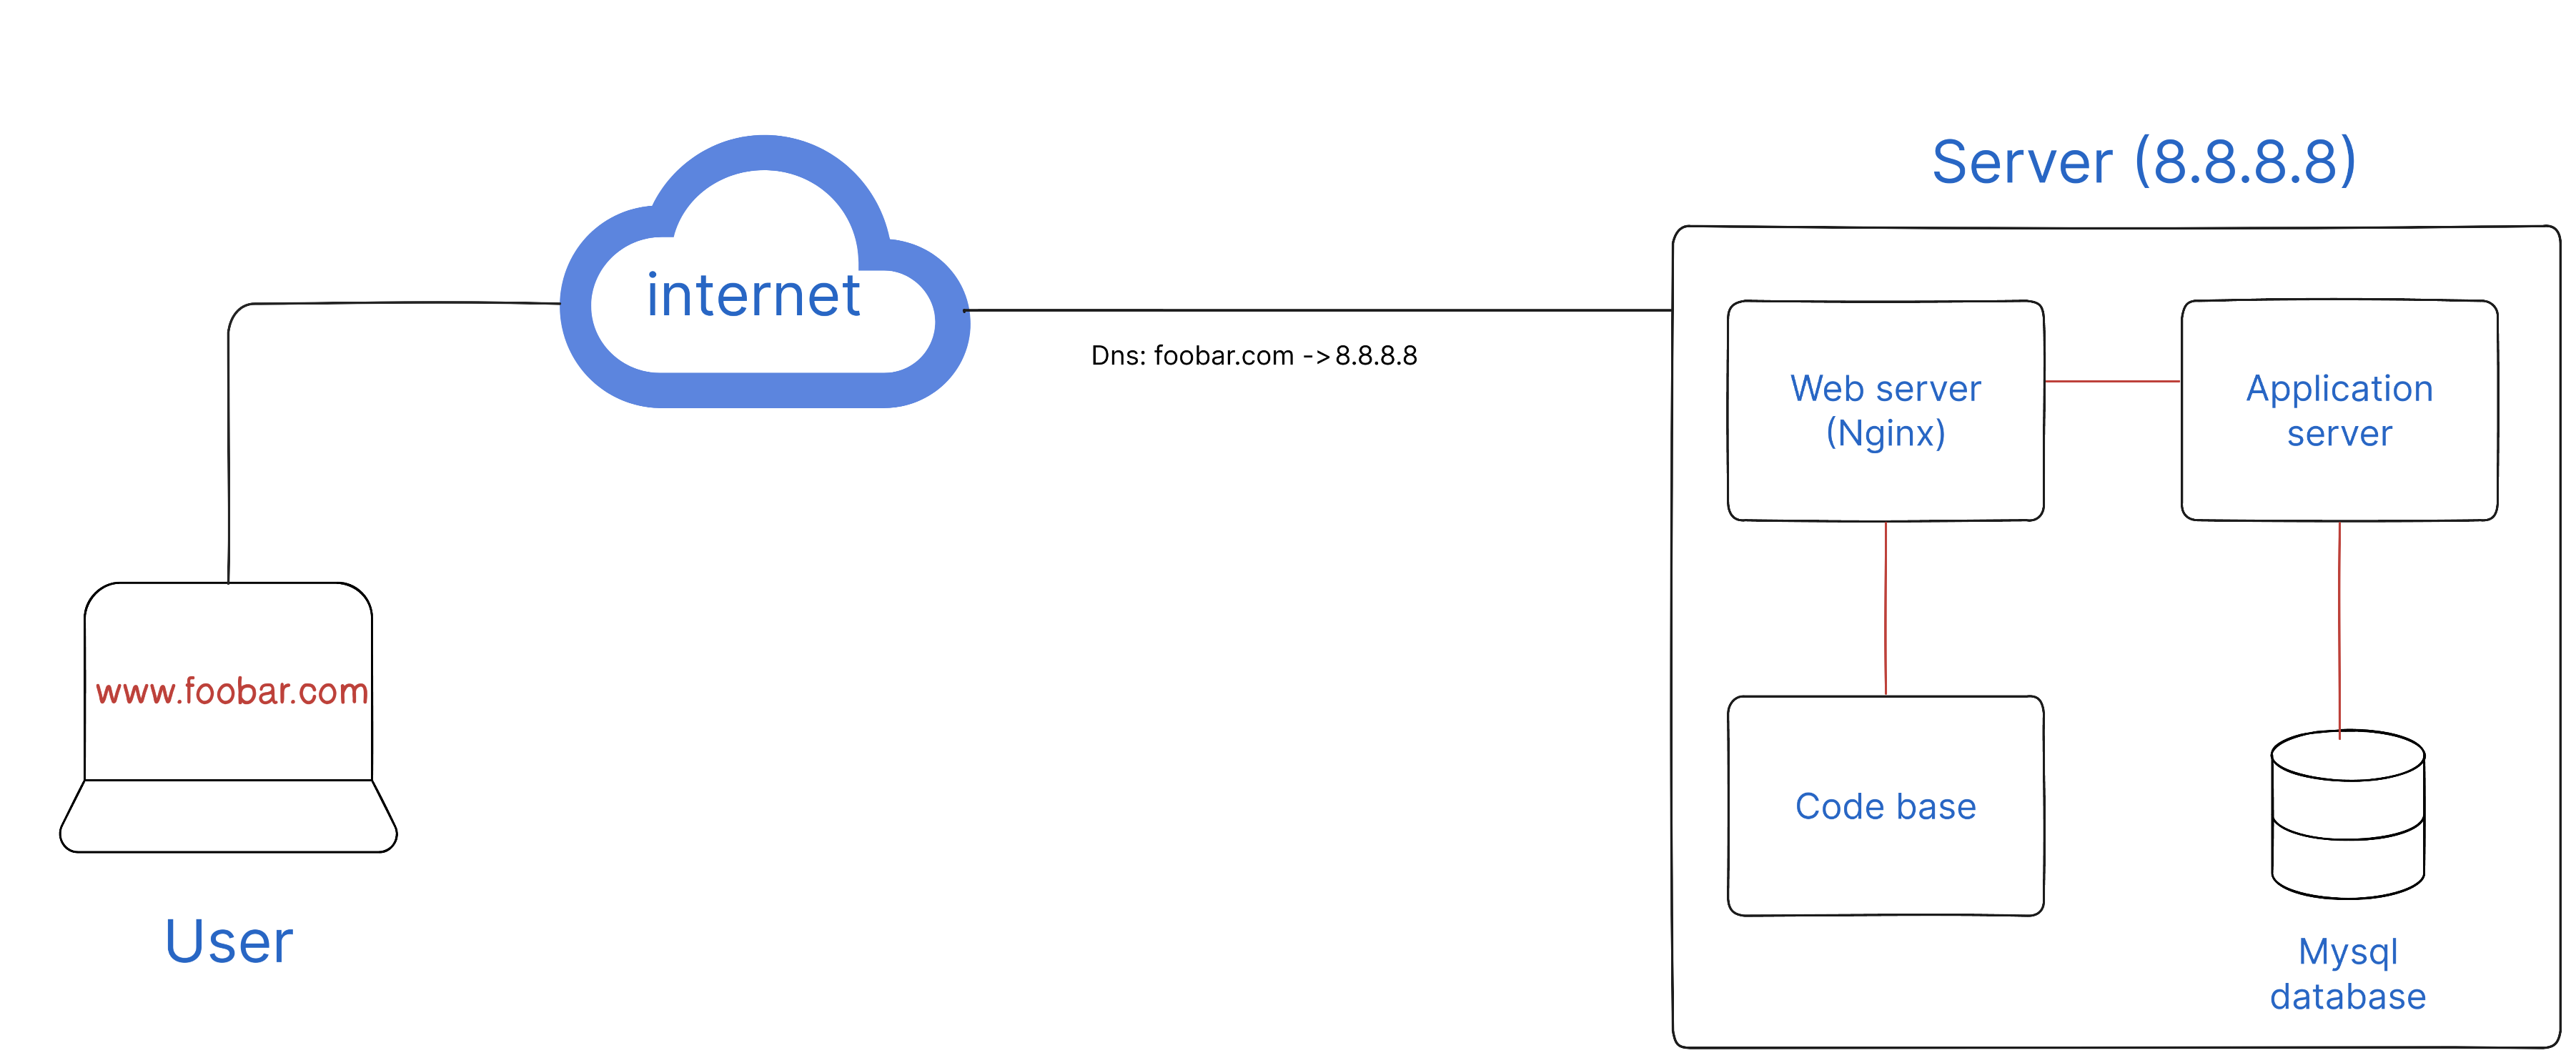 Server (8.8.8.8)
internet
Dns: foobar.com ->8.8.8.8
Web server
(Nginx)
Application
server
www.foobar.com
Code base
User
Mysql
database